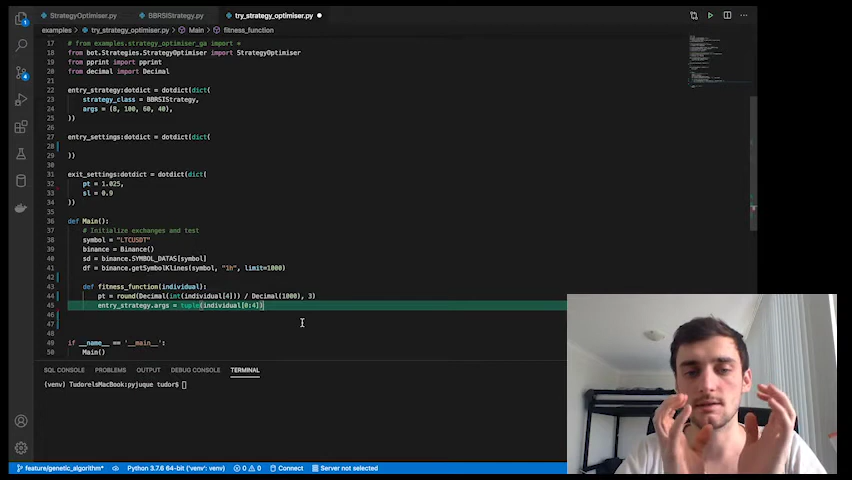 StrategyOptimiser.py
BBRSIStrategy.py
try_strategy_optimiser.py
examples > try_strategy_optimiser.py > Main > fitness_function
17 # from examples.strategy_optimiser_ga import *
18 from bot.Strategies.StrategyOptimiser import StrategyOptimiser
19 from pprint import pprint
20 from decimal import Decimal
21
22 entry_strategy:dotdict = dotdict(dict(
23 strategy_class = BBRSIStrategy,
24 args = (8, 100, 60, 40),
25 ))
26
27 entry_settings:dotdict = dotdict(dict(
28
29 ))
30
31 exit_settings:dotdict = dotdict(dict(
32 pt = 1.025,
33 sl = 0.9
34 ))
35
36 def Main():
37 # Initialize exchanges and test
38 symbol = "LTCUSDT"
39 binance = Binance()
40 sd = binance.SYMBOL_DATAS[symbol]
41 df = binance.getSymbolKlines(symbol, "1h", limit=1000)
42
43 def fitness_function(individual):
44 pt = round(Decimal(int(individual[4])) / Decimal(1000), 3)
45 entry_strategy.args = tuple(individual[0:4])
46
47
48
49 if __name__ == '__main__':
50 Main()
SQL CONSOLE PROBLEMS OUTPUT DEBUG CONSOLE TERMINAL
(venv) TudorelsMacBook:pyjuque tudor$
feature/genetic_algorithm* Python 3.7.6 64-bit ('venv': venv) 0 0 Connect Server not selected